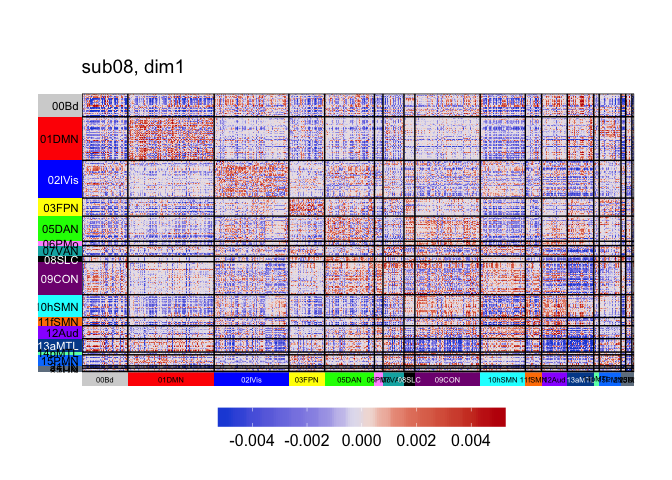 sub08, dim1
00Bd
01DMN
02lVis
03FPN
05DAN
06PMo
07VAN
08SLC
09CON
10hSMN
11fSMN
12Aud
13aMTL
15PMN
00Bd 01DMN 02lVis 03FPN 05DAN 08SLC 09CON 10hSMN 11fSMN 12Aud
-0.004 -0.002 0.000 0.002 0.004